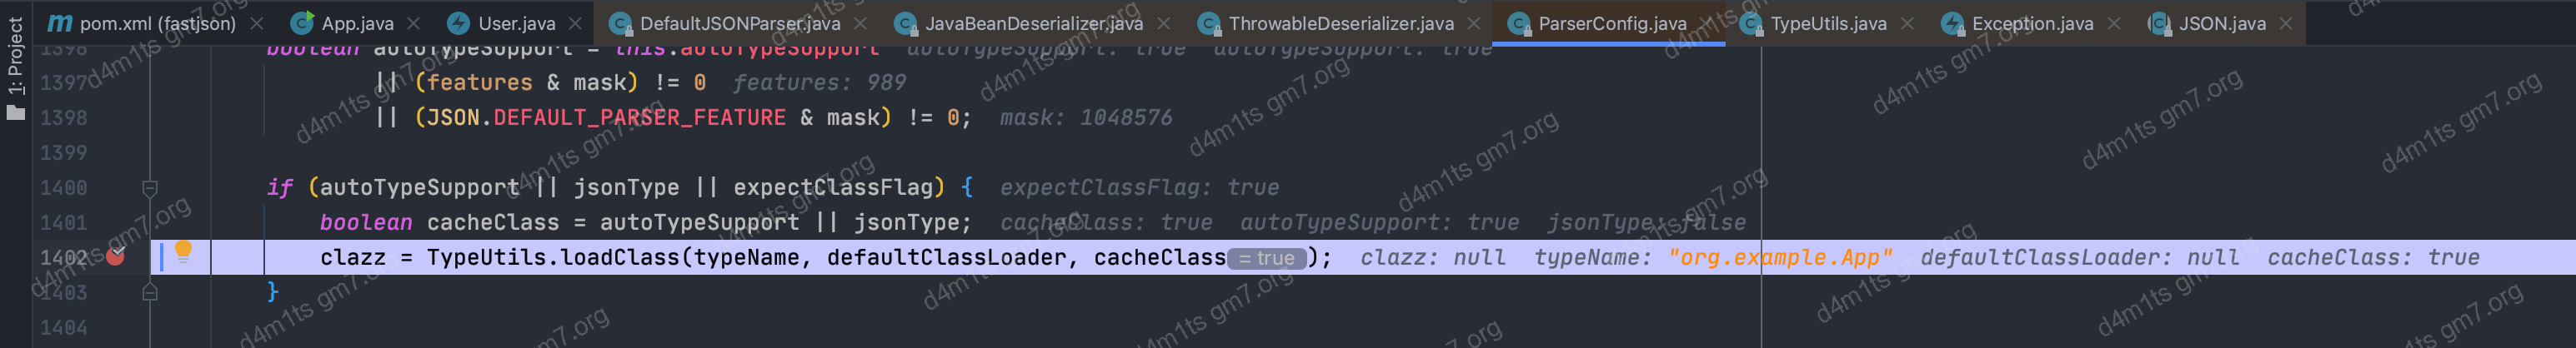 1: Project
m pom.xml (fastjson) × App.java × User.java × DefaultJSONParser.java × JavaBeanDeserializer.java × ThrowableDeserializer.java × ParserConfig.java × TypeUtils.java × Exception.java × JSON.java ×
1396 boolean autoTypeSupport = this.autoTypeSupport autoTypeSupport: true autoTypeSupport: true
1397 || (features & mask) != 0 features: 989
1398 || (JSON.DEFAULT_PARSER_FEATURE & mask) != 0; mask: 1048576
1399
1400 if (autoTypeSupport || jsonType || expectClassFlag) { expectClassFlag: true
1401 boolean cacheClass = autoTypeSupport || jsonType; cacheClass: true autoTypeSupport: true jsonType: false
1402 clazz = TypeUtils.loadClass(typeName, defaultClassLoader, cacheClass = true ); clazz: null typeName: "org.example.App" defaultClassLoader: null cacheClass: true
1403 }
1404
d4m1ts gm7.org